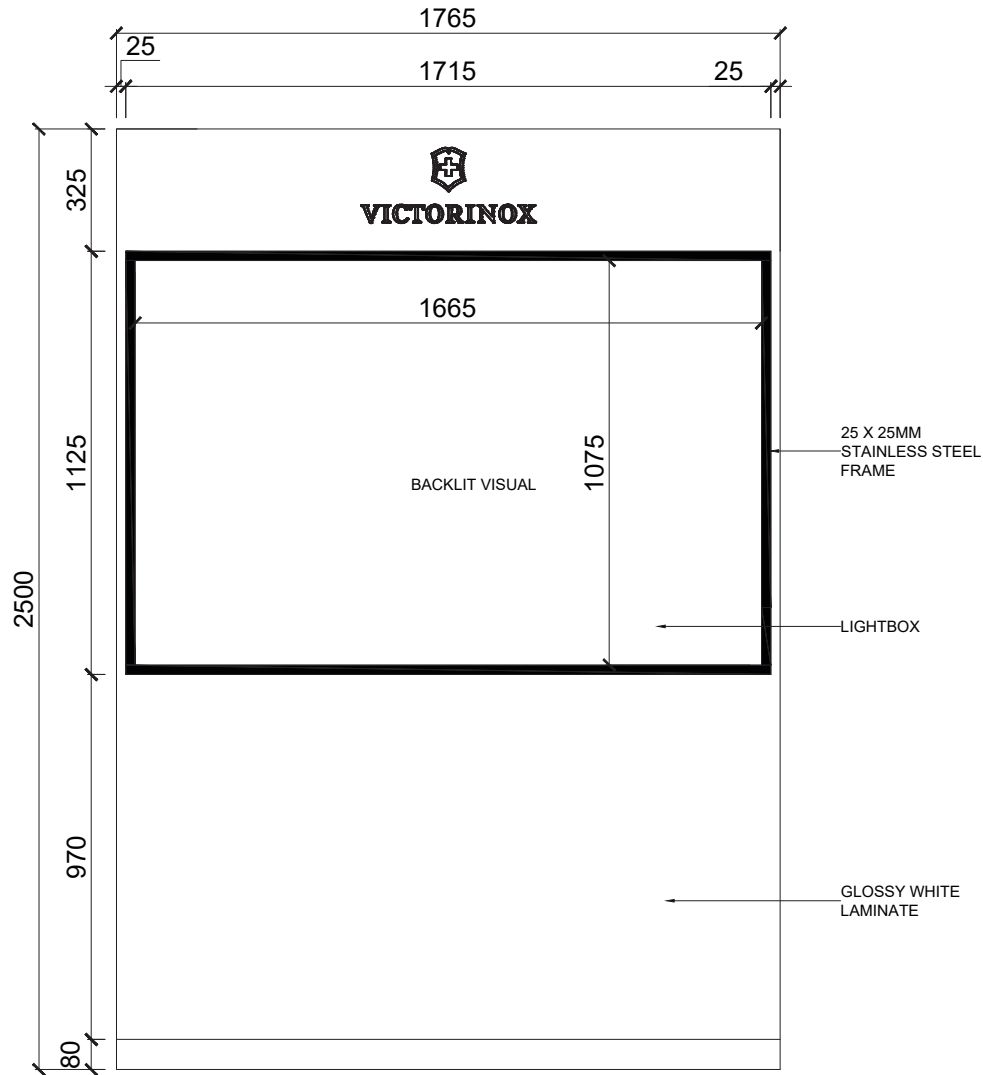 1765
25
1715
25
325
VICTORINOX
1665
25 X 25MM
STAINLESS STEEL
FRAME
1125
1075
BACKLIT VISUAL
2500
LIGHTBOX
970
GLOSSY WHITE
LAMINATE
80